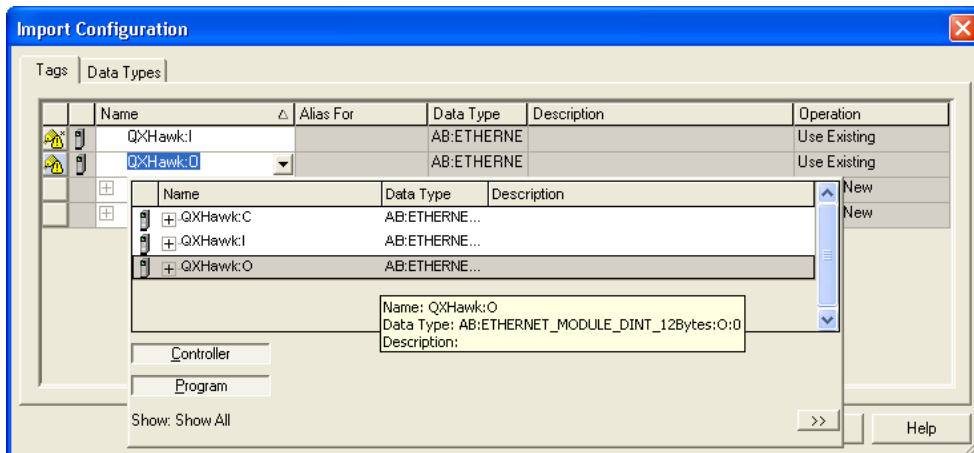 Import Configuration
Tags Data Types
Name Alias For Data Type Description Operation
QXHawk:I AB:ETHERNE Use Existing
QXHawk:O AB:ETHERNE Use Existing
New
New
Name Data Type Description
QXHawk:C AB:ETHERNE...
QXHawk:I AB:ETHERNE...
QXHawk:O AB:ETHERNE...
Name: QXHawk:O
Data Type: AB:ETHERNET_MODULE_DINT_12Bytes:O:0
Description:
Controller
Program
Show: Show All >>
Help